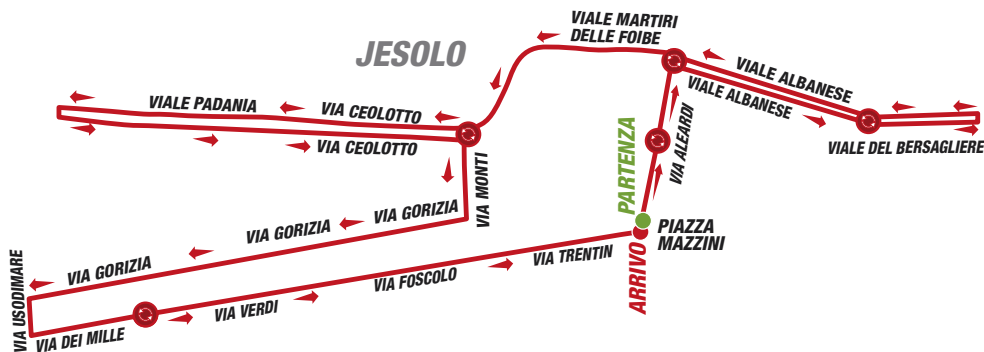 VIALE MARTIRI
DELLE FOIBE
JESOLO
VIALE ALBANESE
VIALE ALBANESE
VIALE PADANIA
VIA CEOLOTTO
VIA CEOLOTTO
VIALE DEL BERSAGLIERE
VIA ALEARDI
PARTENZA
VIA MONTI
PIAZZA
MAZZINI
ARRIVO
VIA GORIZIA
VIA GORIZIA
VIA GORIZIA
VIA TRENTIN
VIA FOSCOLO
VIA VERDI
VIA USODIMARE
VIA DEI MILLE